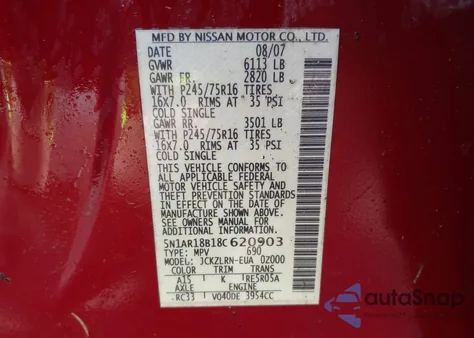 MFD BY NISSAN MOTOR CO., LTD.
DATE 08/07
GVWR 6113 LB
GAWR FR. 2820 LB
WITH P245/75R16 TIRES
16x7.0 RIMS AT 35 PSI
COLD SINGLE
GAWR RR. 3501 LB
WITH P245/75R16 TIRES
16x7.0 RIMS AT 35 PSI
COLD SINGLE
THIS VEHICLE CONFORMS TO
ALL APPLICABLE FEDERAL
MOTOR VEHICLE SAFETY AND
THEFT PREVENTION STANDARDS
IN EFFECT ON THE DATE OF
MANUFACTURE SHOWN ABOVE.
SEE OWNERS MANUAL FOR
ADDITIONAL INFORMATION
5N1AR18B18C620903
TYPE: MPV 690
MODEL: 3CKZLRN-EUA 0Z000
COLOR TRIM TRANS
A15 K RE5R05A
AXLE ENGINE
RC33 VQ40DE 3954CC
autoSnap